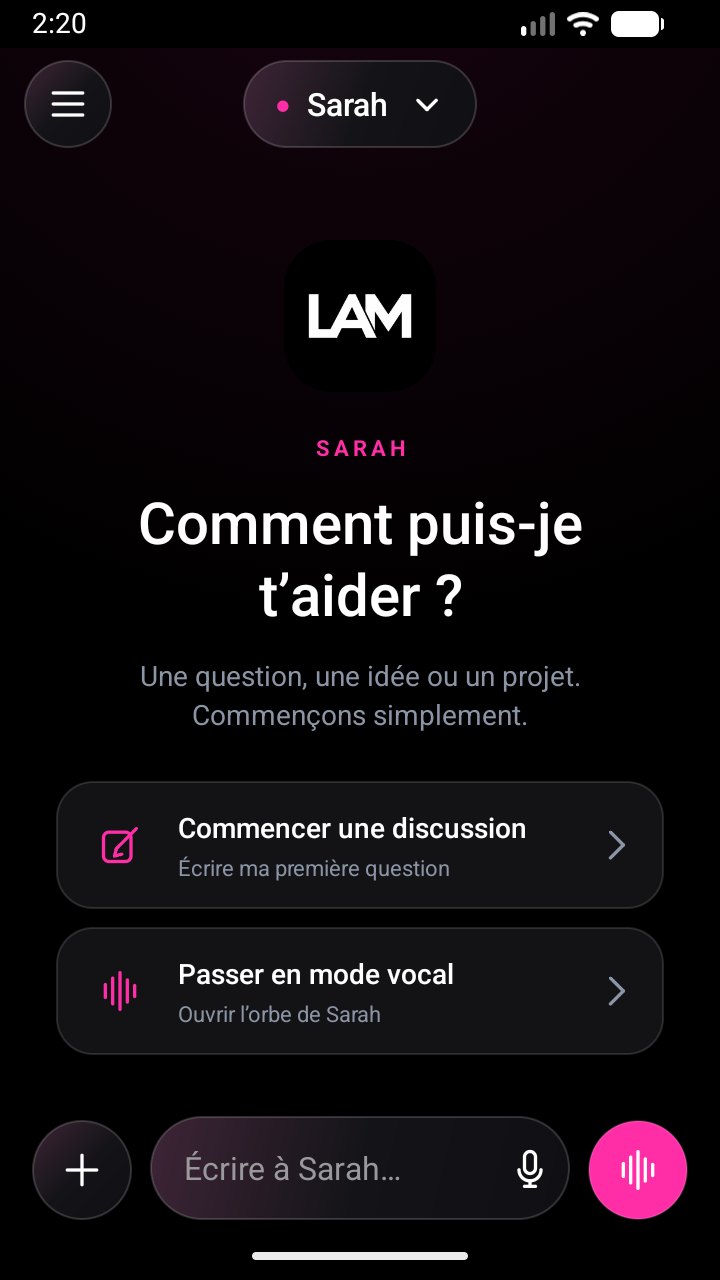 2:20
Sarah
LAM
SARAH
Comment puis-je
t’aider ?
Une question, une idée ou un projet.
Commençons simplement.
Commencer une discussion
Écrire ma première question
Passer en mode vocal
Ouvrir l’orbe de Sarah
Écrire à Sarah…